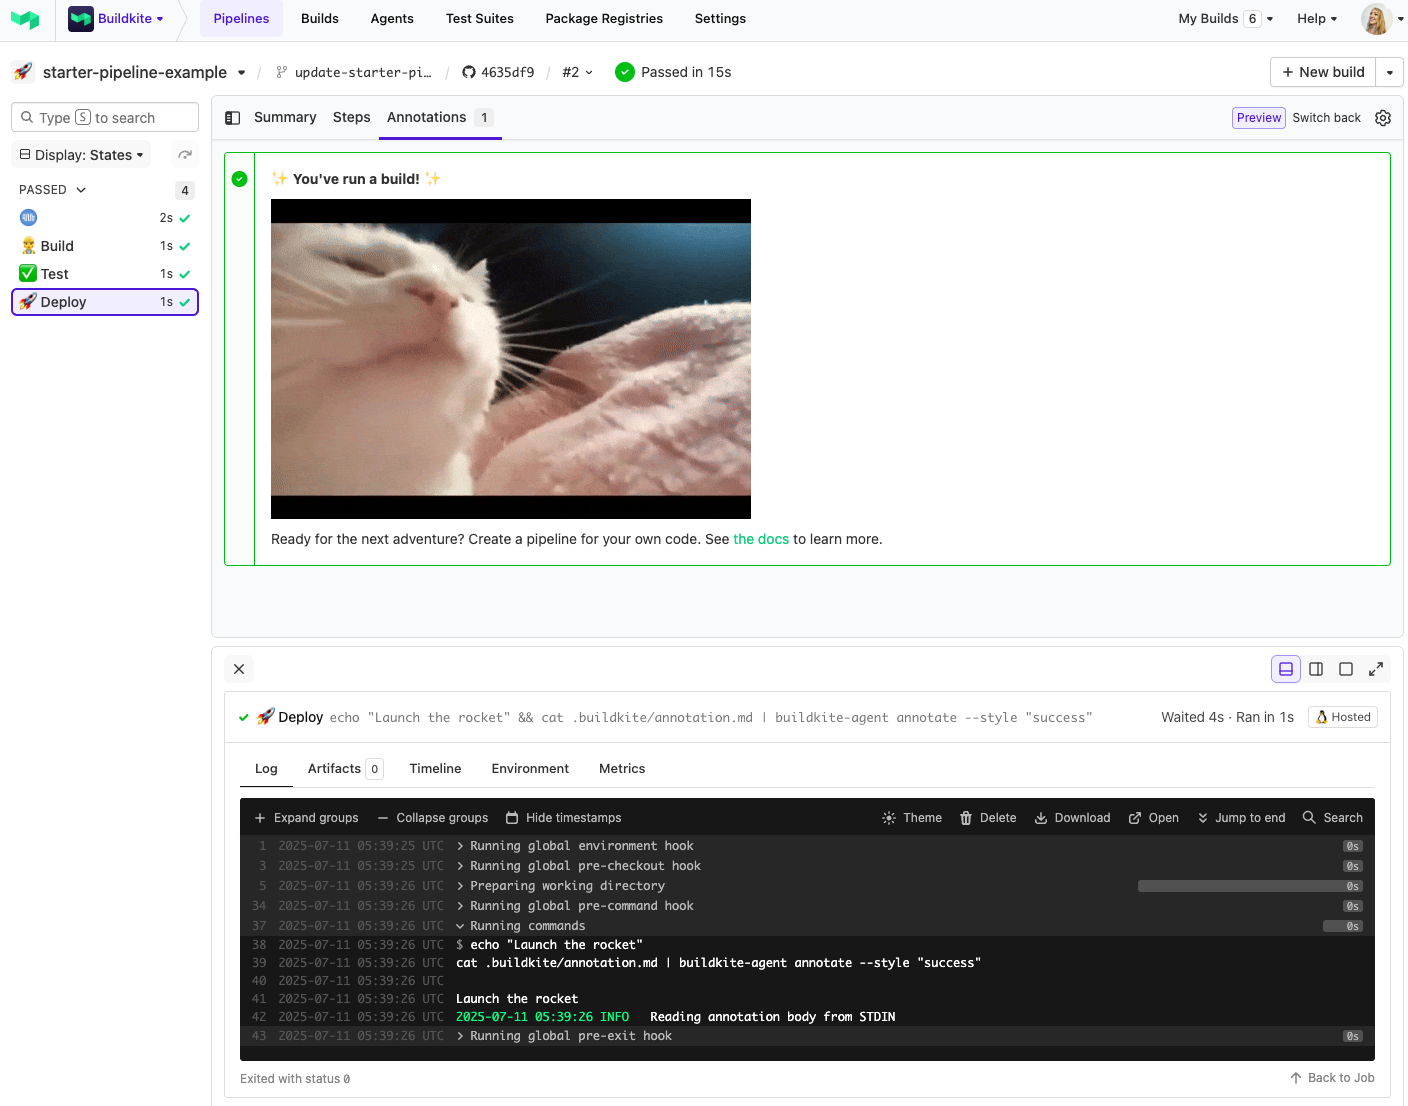 Buildkite Pipelines Builds Agents Test Suites Package Registries Settings My Builds 6 Help
starter-pipeline-example / update-starter-pi… / 4635df9 / #2 Passed in 15s + New build
Type S to search
Display: States
PASSED 4
2s
Build 1s
Test 1s
Deploy 1s
Summary Steps Annotations 1 Preview Switch back
✨ You've run a build! ✨
Ready for the next adventure? Create a pipeline for your own code. See the docs to learn more.
Deploy echo "Launch the rocket" && cat .buildkite/annotation.md | buildkite-agent annotate --style "success" Waited 4s · Ran in 1s Hosted
Log Artifacts 0 Timeline Environment Metrics
Expand groups Collapse groups Hide timestamps Theme Delete Download Open Jump to end Search
1 2025-07-11 05:39:25 UTC Running global environment hook 0s
3 2025-07-11 05:39:25 UTC Running global pre-checkout hook 0s
5 2025-07-11 05:39:26 UTC Preparing working directory 0s
34 2025-07-11 05:39:26 UTC Running global pre-command hook 0s
37 2025-07-11 05:39:26 UTC Running commands 0s
38 2025-07-11 05:39:26 UTC $ echo "Launch the rocket"
39 2025-07-11 05:39:26 UTC cat .buildkite/annotation.md | buildkite-agent annotate --style "success"
40 2025-07-11 05:39:26 UTC
41 2025-07-11 05:39:26 UTC Launch the rocket
42 2025-07-11 05:39:26 UTC 2025-07-11 05:39:26 INFO Reading annotation body from STDIN
43 2025-07-11 05:39:26 UTC Running global pre-exit hook 0s
Exited with status 0 Back to Job